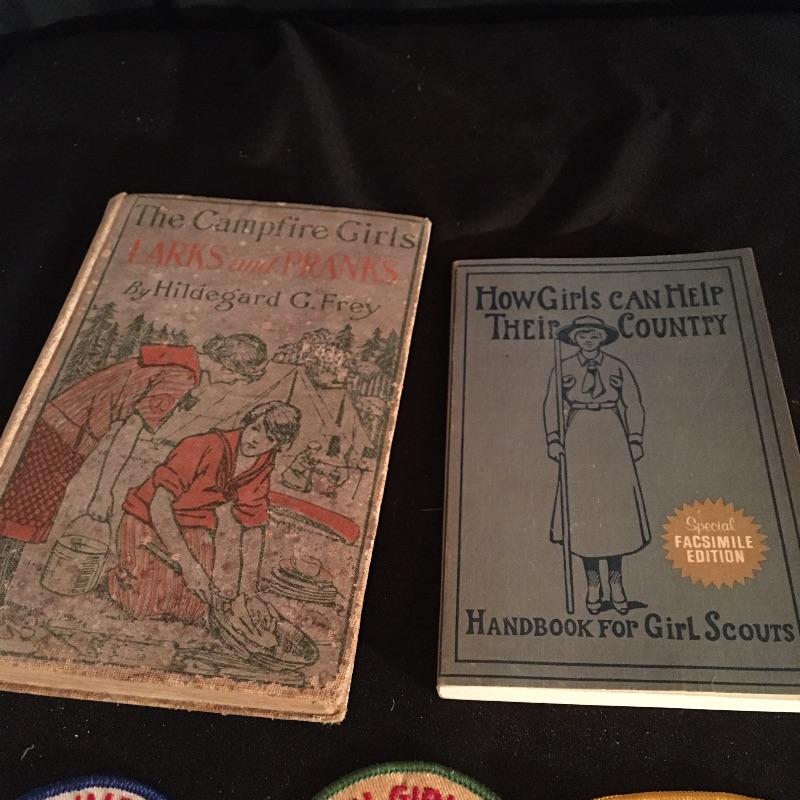 The Campfire Girls
LARKS and PRANKS
By Hildegard G. Frey
How Girls can Help
Their Country
Special
FACSIMILE
EDITION
Handbook for Girl Scouts
GIRL